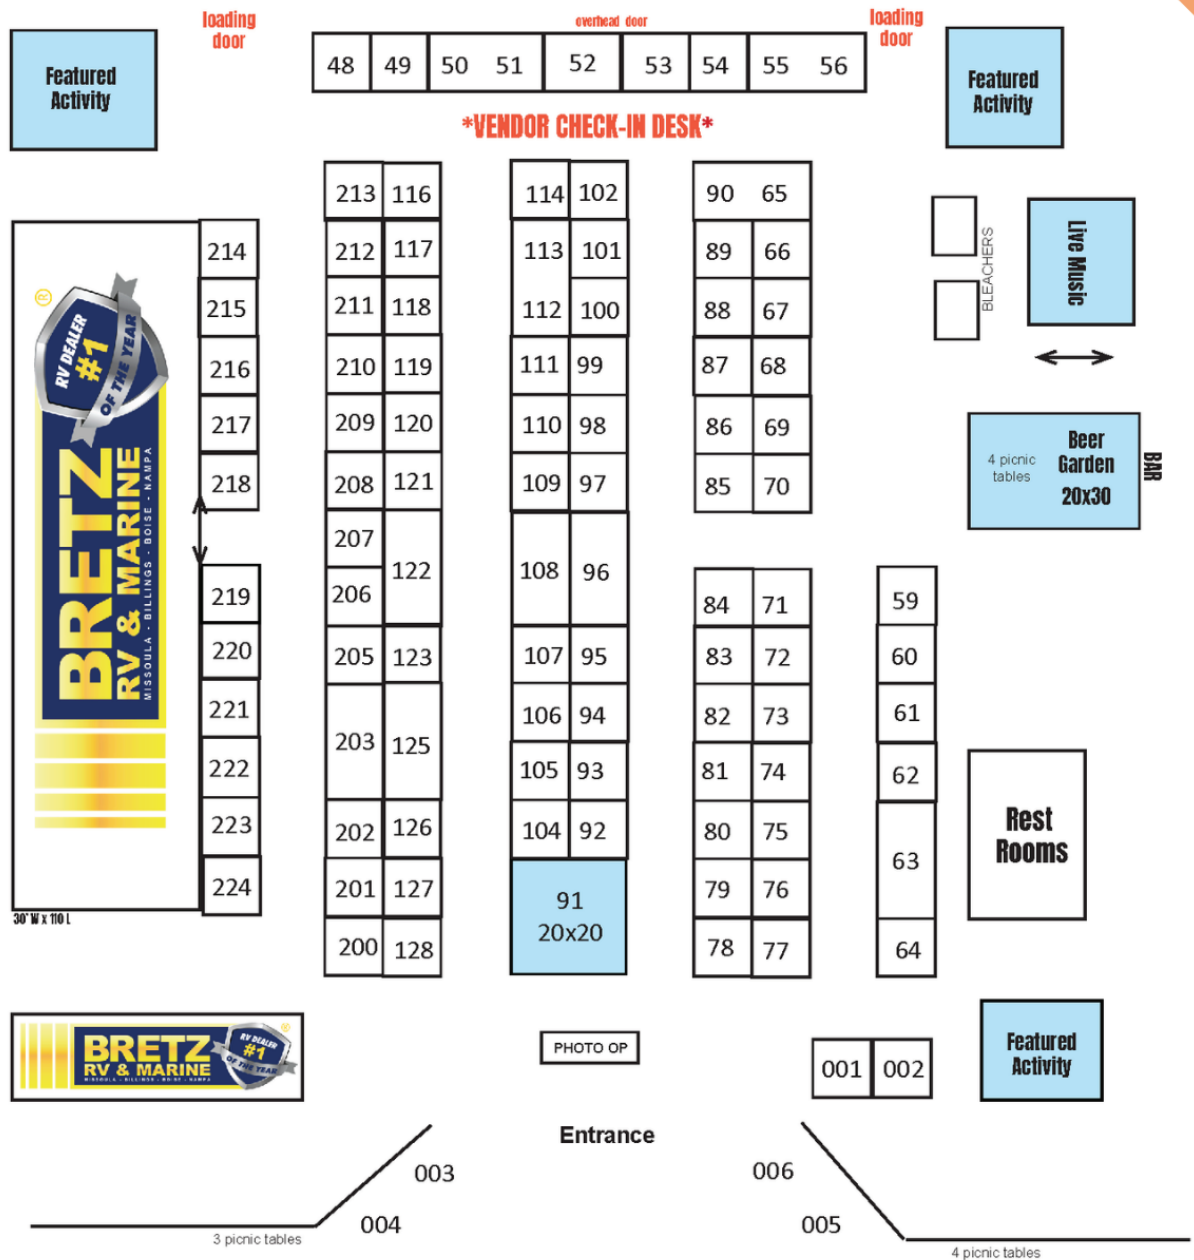 loading
door
overhead door
loading
door
Featured
Activity
48 49 50 51 52 53 54 55 56
Featured
Activity
*VENDOR CHECK-IN DESK*
213 116 114 102 90 65
212 117 113 101 89 66
211 118 112 100 88 67
210 119 111 99 87 68
209 120 110 98 86 69
208 121 109 97 85 70
207
206
122 108 96
84 71 59
205 123 107 95 83 72 60
106 94 82 73 61
203 125 105 93 81 74 62
202 126 104 92 80 75
63
201 127 91 79 76
20x20
200 128 78 77 64
214
215
216
217
218
219
220
221
222
223
224
®
RV DEALER
#1
OF THE YEAR
BRETZ
RV & MARINE
MISSOULA - BILLINGS - BOISE - NAMPA
30' W x 110 L
BLEACHERS
Live Music
4 picnic
tables
Beer
Garden
20x30
BAR
Rest
Rooms
BRETZ
RV & MARINE
MISSOULA - BILLINGS - BOISE - NAMPA
RV DEALER
#1
OF THE YEAR
®
PHOTO OP
001 002
Featured
Activity
Entrance
003
004
006
005
3 picnic tables
4 picnic tables